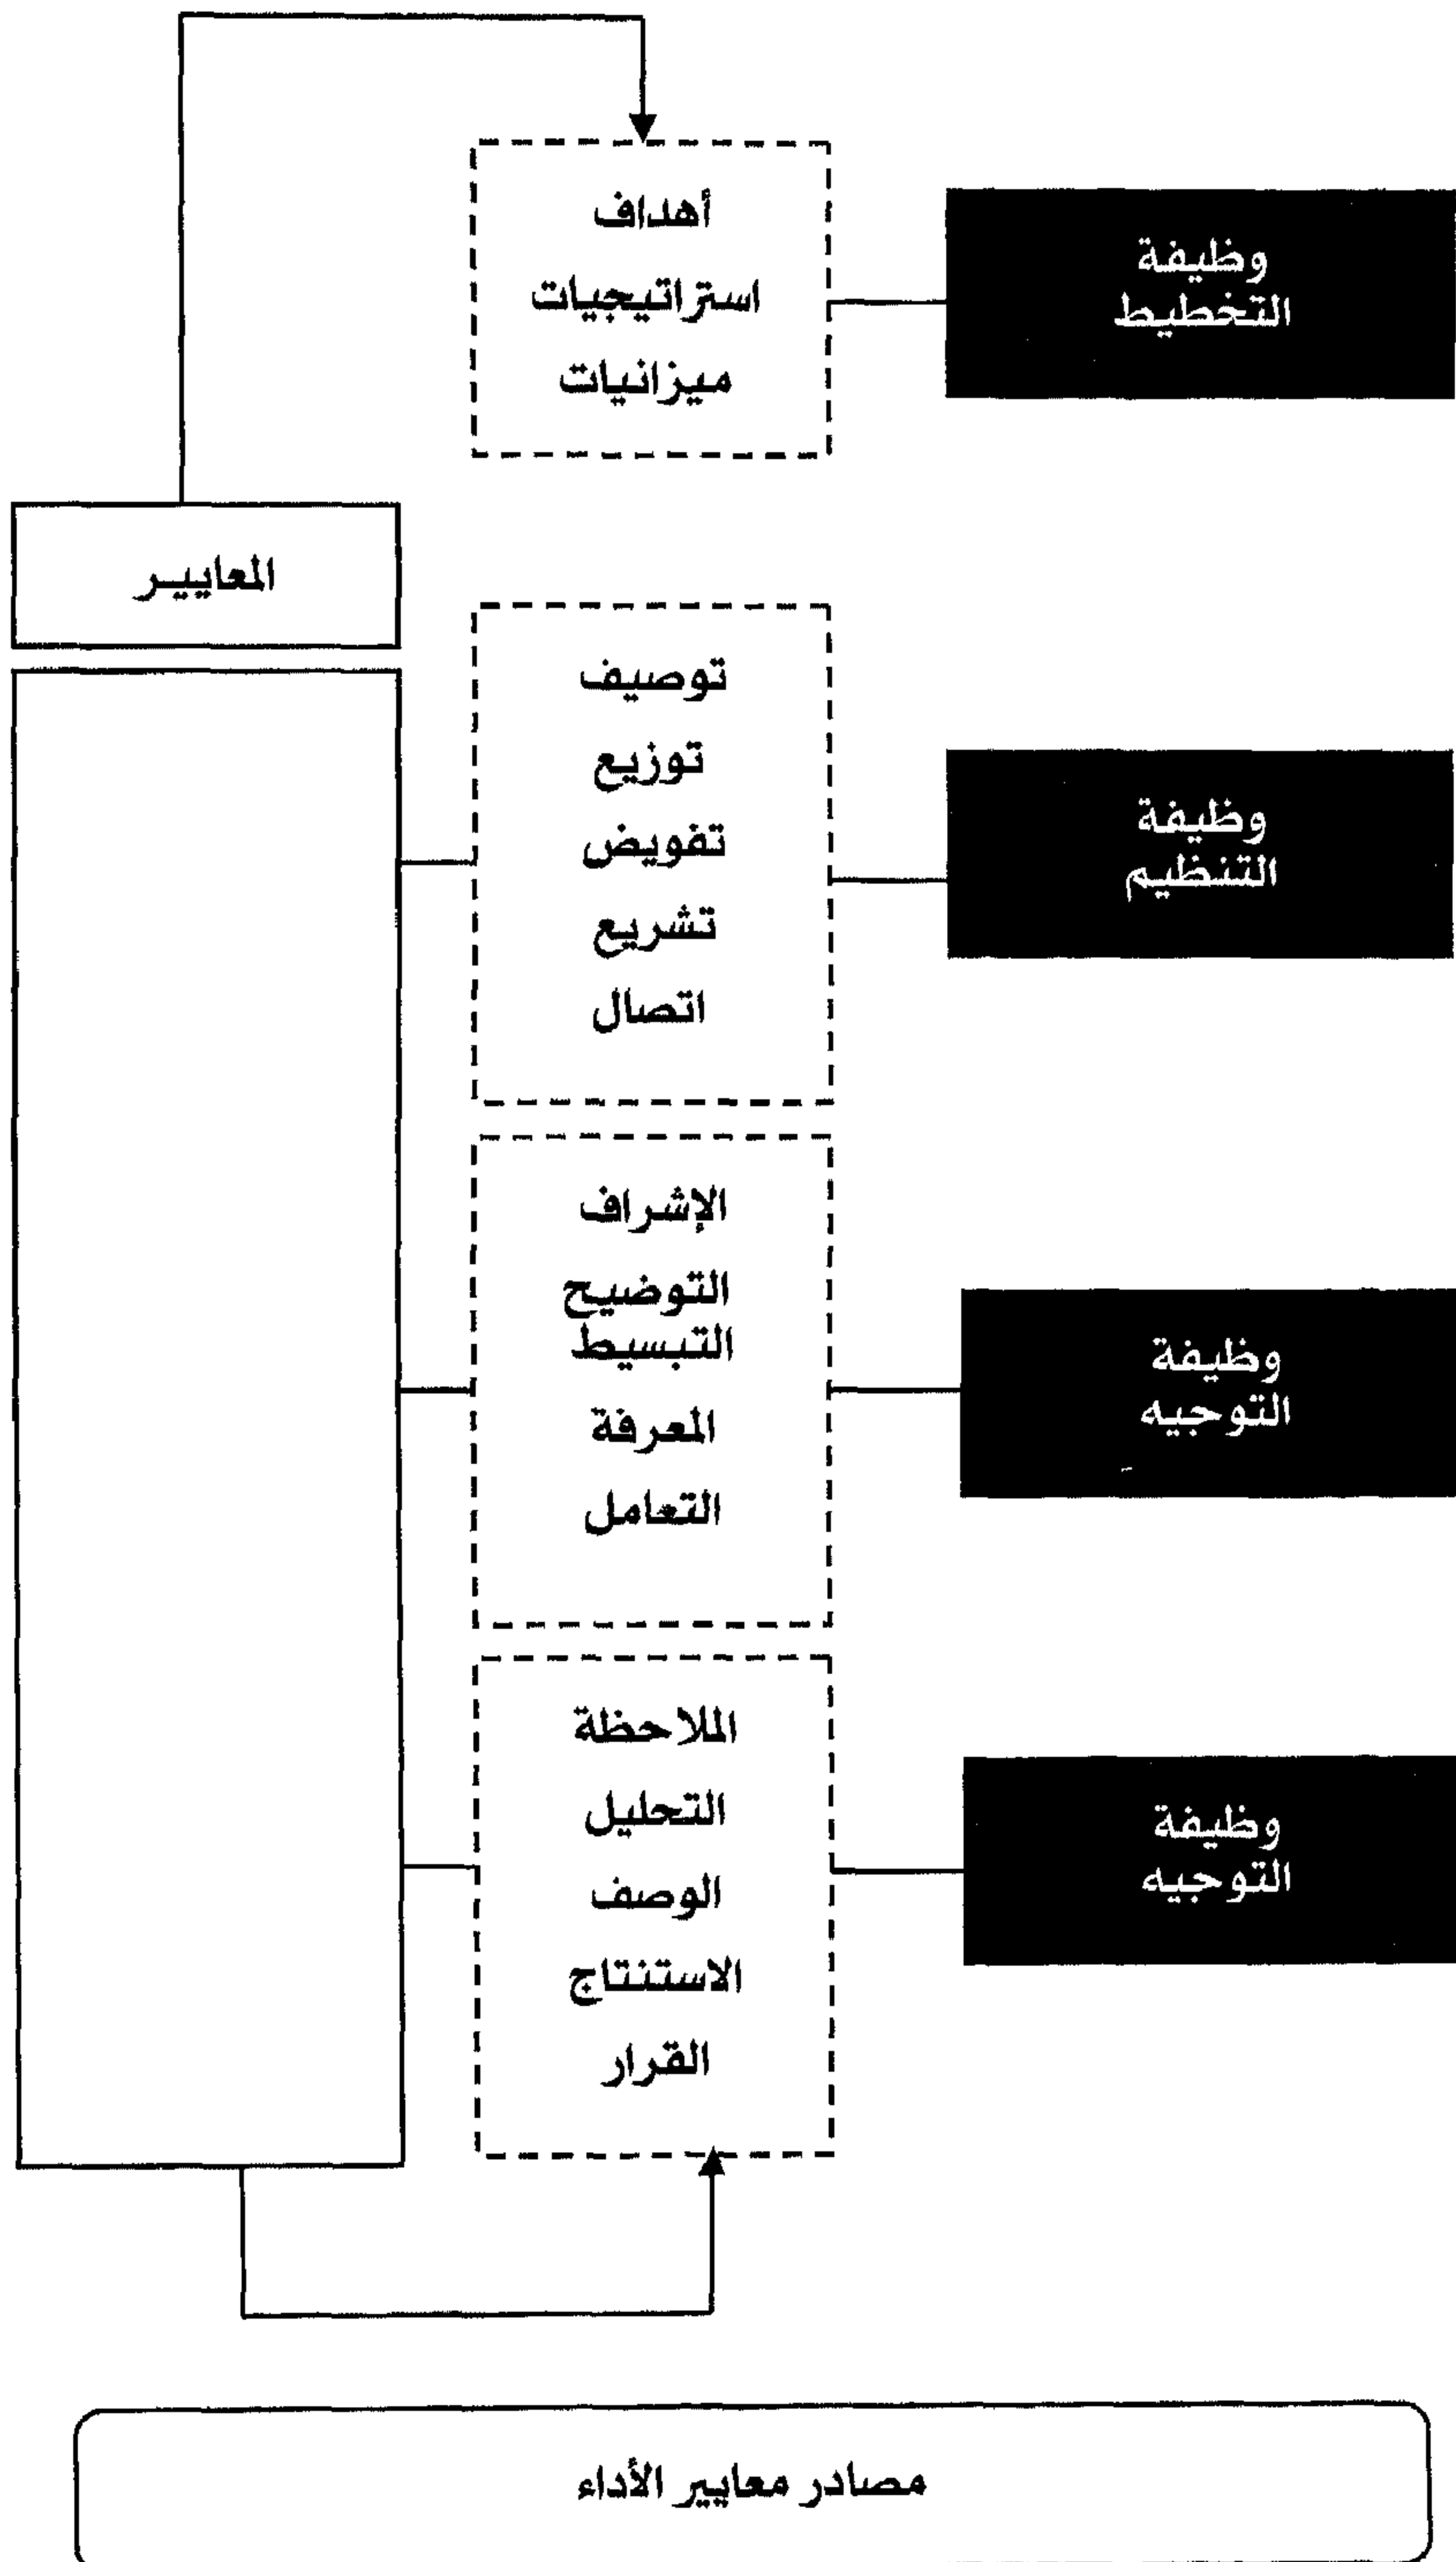 وظيفة
التخطيط
أهداف
استراتيجيات
ميزانيات
المعاييـر
وظيفة
التنظيم
توصيف
توزيع
تفويض
تشريع
اتصال
وظيفة
التوجيه
الإشراف
التوضيح
التبسيط
المعرفة
التعامل
وظيفة
التوجيه
الملاحظة
التحليل
الوصف
الاستنتاج
القرار
مصادر معايير الأداء